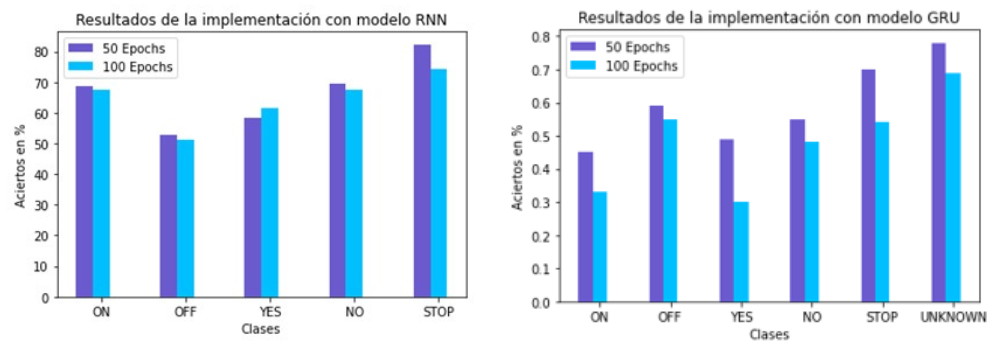 Resultados de la implementación con modelo RNN
50 Epochs
100 Epochs
Aciertos en %
80
70
60
50
40
30
20
10
0
ON OFF YES NO STOP
Clases
Resultados de la implementación con modelo GRU
50 Epochs
100 Epochs
Aciertos en %
0.8
0.7
0.6
0.5
0.4
0.3
0.2
0.1
0.0
ON OFF YES NO STOP UNKNOWN
Clases